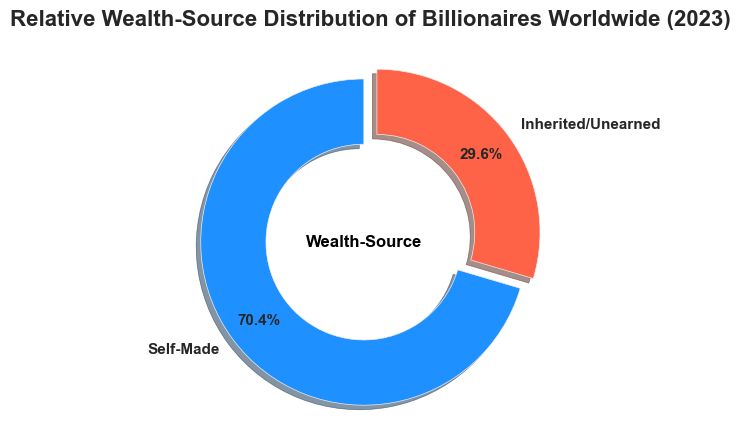 Relative Wealth-Source Distribution of Billionaires Worldwide (2023)
Inherited/Unearned
29.6%
Wealth-Source
70.4%
Self-Made